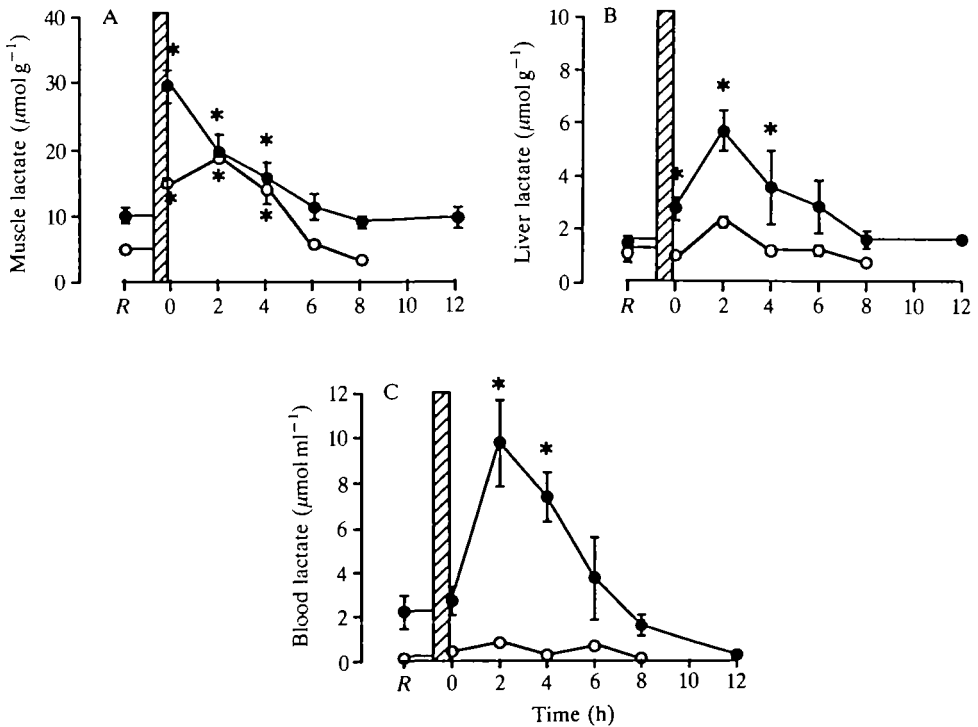 A
Muscle lactate (μmol g⁻¹)
40
30
20
10
0
R 0 2 4 6 8 10 12
B
Liver lactate (μmol g⁻¹)
10
8
6
4
2
0
R 0 2 4 6 8 10 12
C
Blood lactate (μmol ml⁻¹)
12
10
8
6
4
2
0
R 0 2 4 6 8 10 12
Time (h)